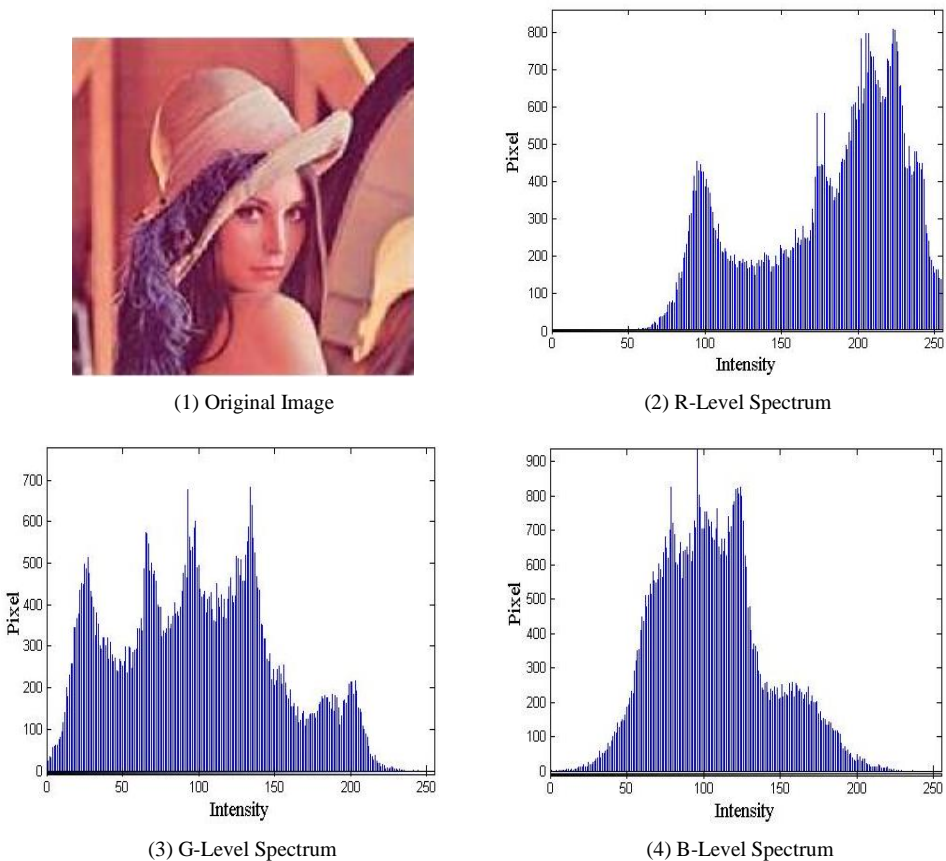 (1) Original Image
800
700
600
500
400
300
200
100
0
Pixel
0 50 100 150 200 250
Intensity
(2) R-Level Spectrum
700
600
500
400
300
200
100
0
Pixel
0 50 100 150 200 250
Intensity
(3) G-Level Spectrum
900
800
700
600
500
400
300
200
100
0
Pixel
0 50 100 150 200 250
Intensity
(4) B-Level Spectrum